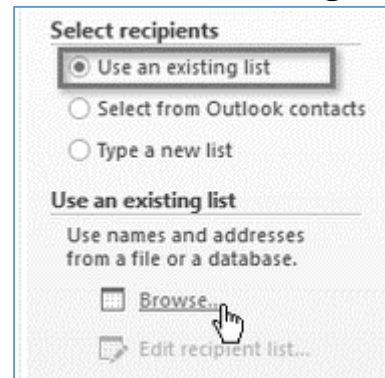 Select recipients
Use an existing list
Select from Outlook contacts
Type a new list
Use an existing list
Use names and addresses
from a file or a database.
Browse...
Edit recipient list...